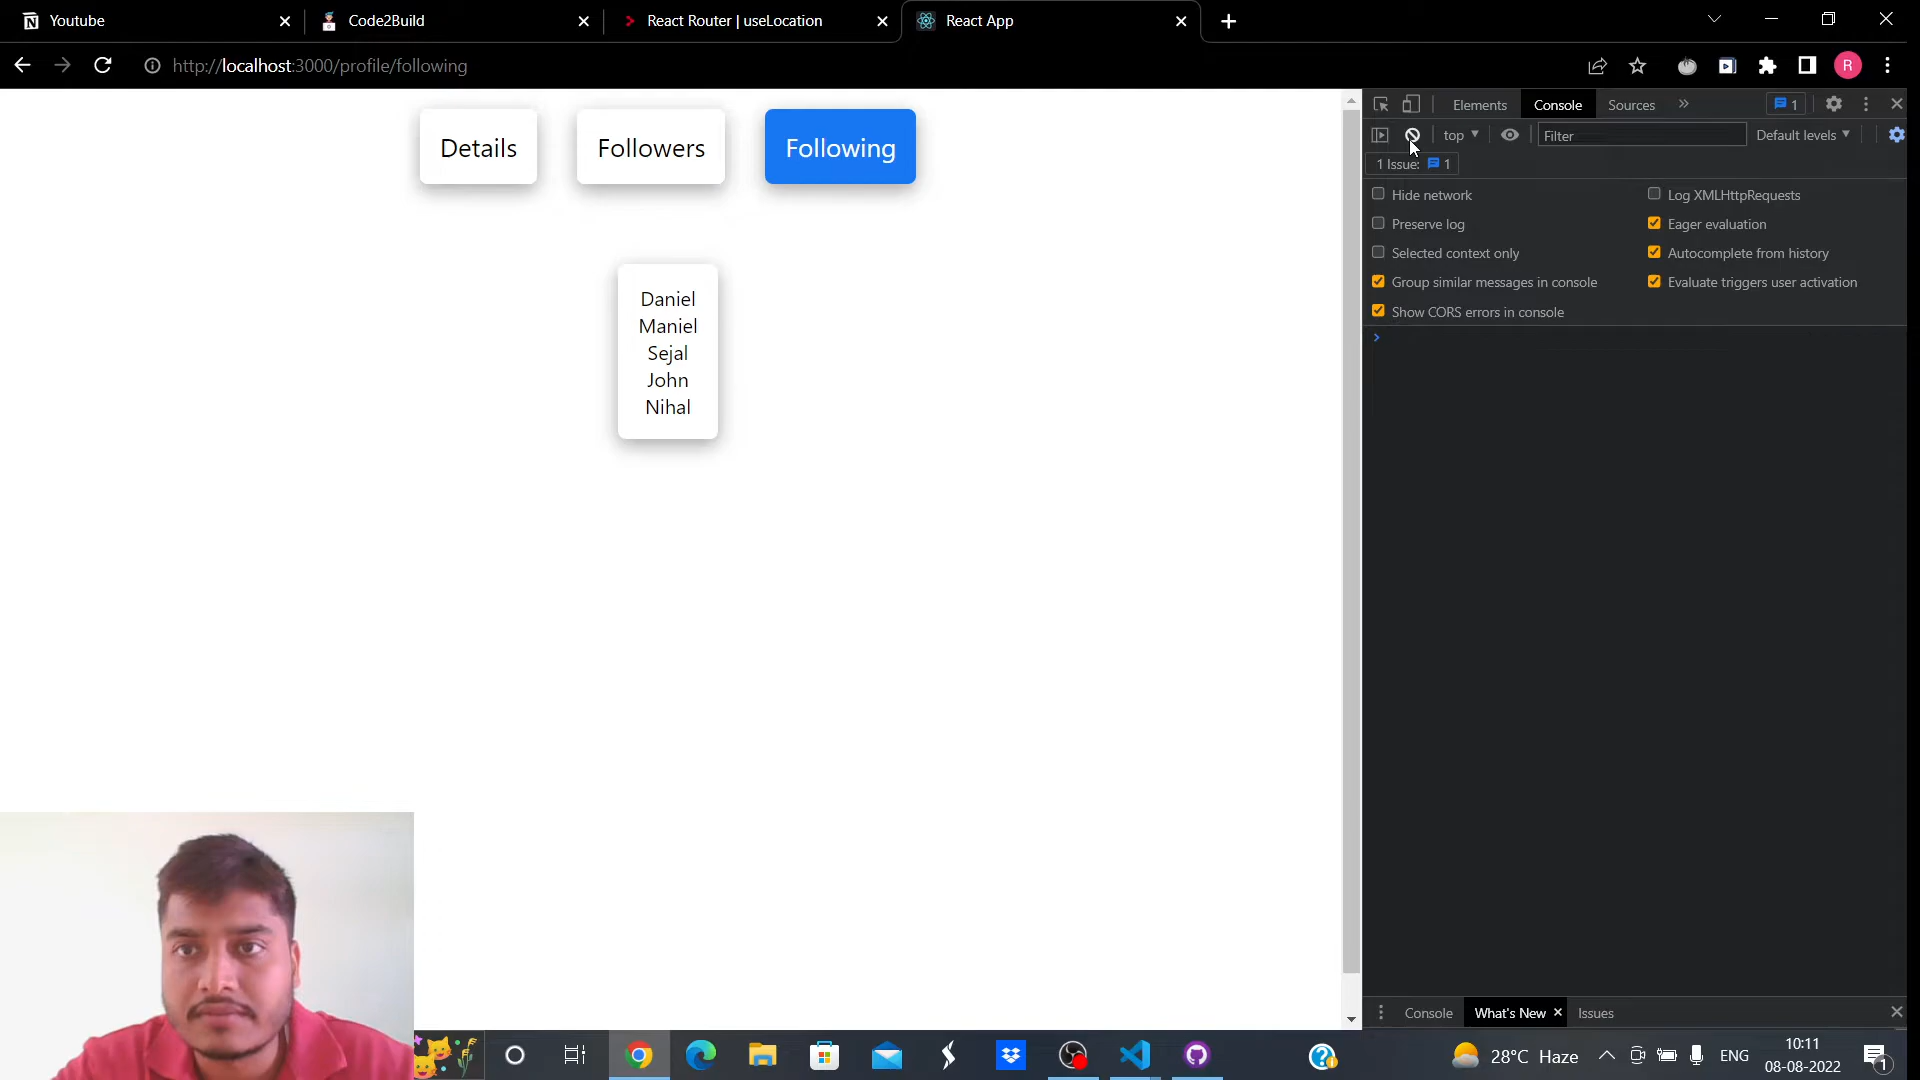 Youtube
Code2Build
React Router | useLocation
React App
http://localhost:3000/profile/following
R
Details
Followers
Following
Daniel
Maniel
Sejal
John
Nihal
Elements
Console
Sources
1
top
Filter
Default levels
1 Issue: 1
Hide network
Log XMLHttpRequests
Preserve log
Eager evaluation
Selected context only
Autocomplete from history
Group similar messages in console
Evaluate triggers user activation
Show CORS errors in console
Console
What's New
Issues
28°C Haze
ENG
10:11
08-08-2022
1